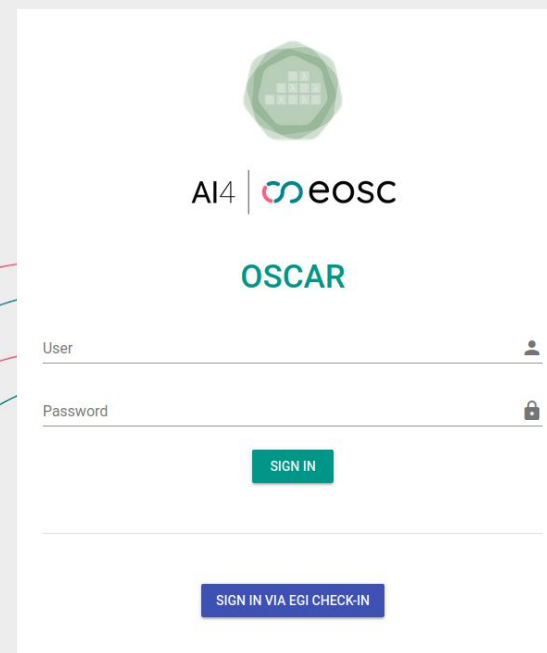 AI4 eosc
OSCAR
User
Password
SIGN IN
SIGN IN VIA EGI CHECK-IN